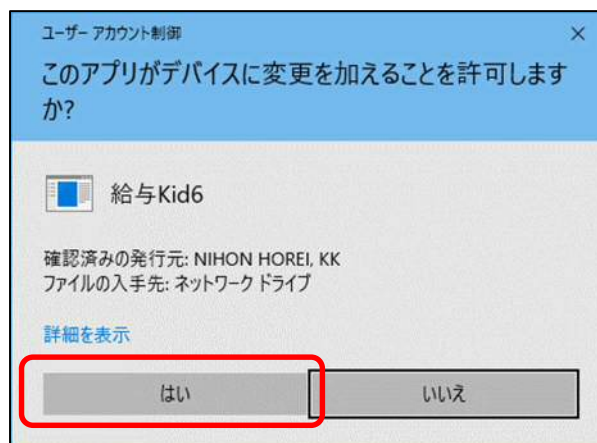 ユーザー アカウント制御
このアプリがデバイスに変更を加えることを許可します
か?
給与Kid6
確認済みの発行元: NIHON HOREI, KK
ファイルの入手先: ネットワーク ドライブ
詳細を表示
はい
いいえ